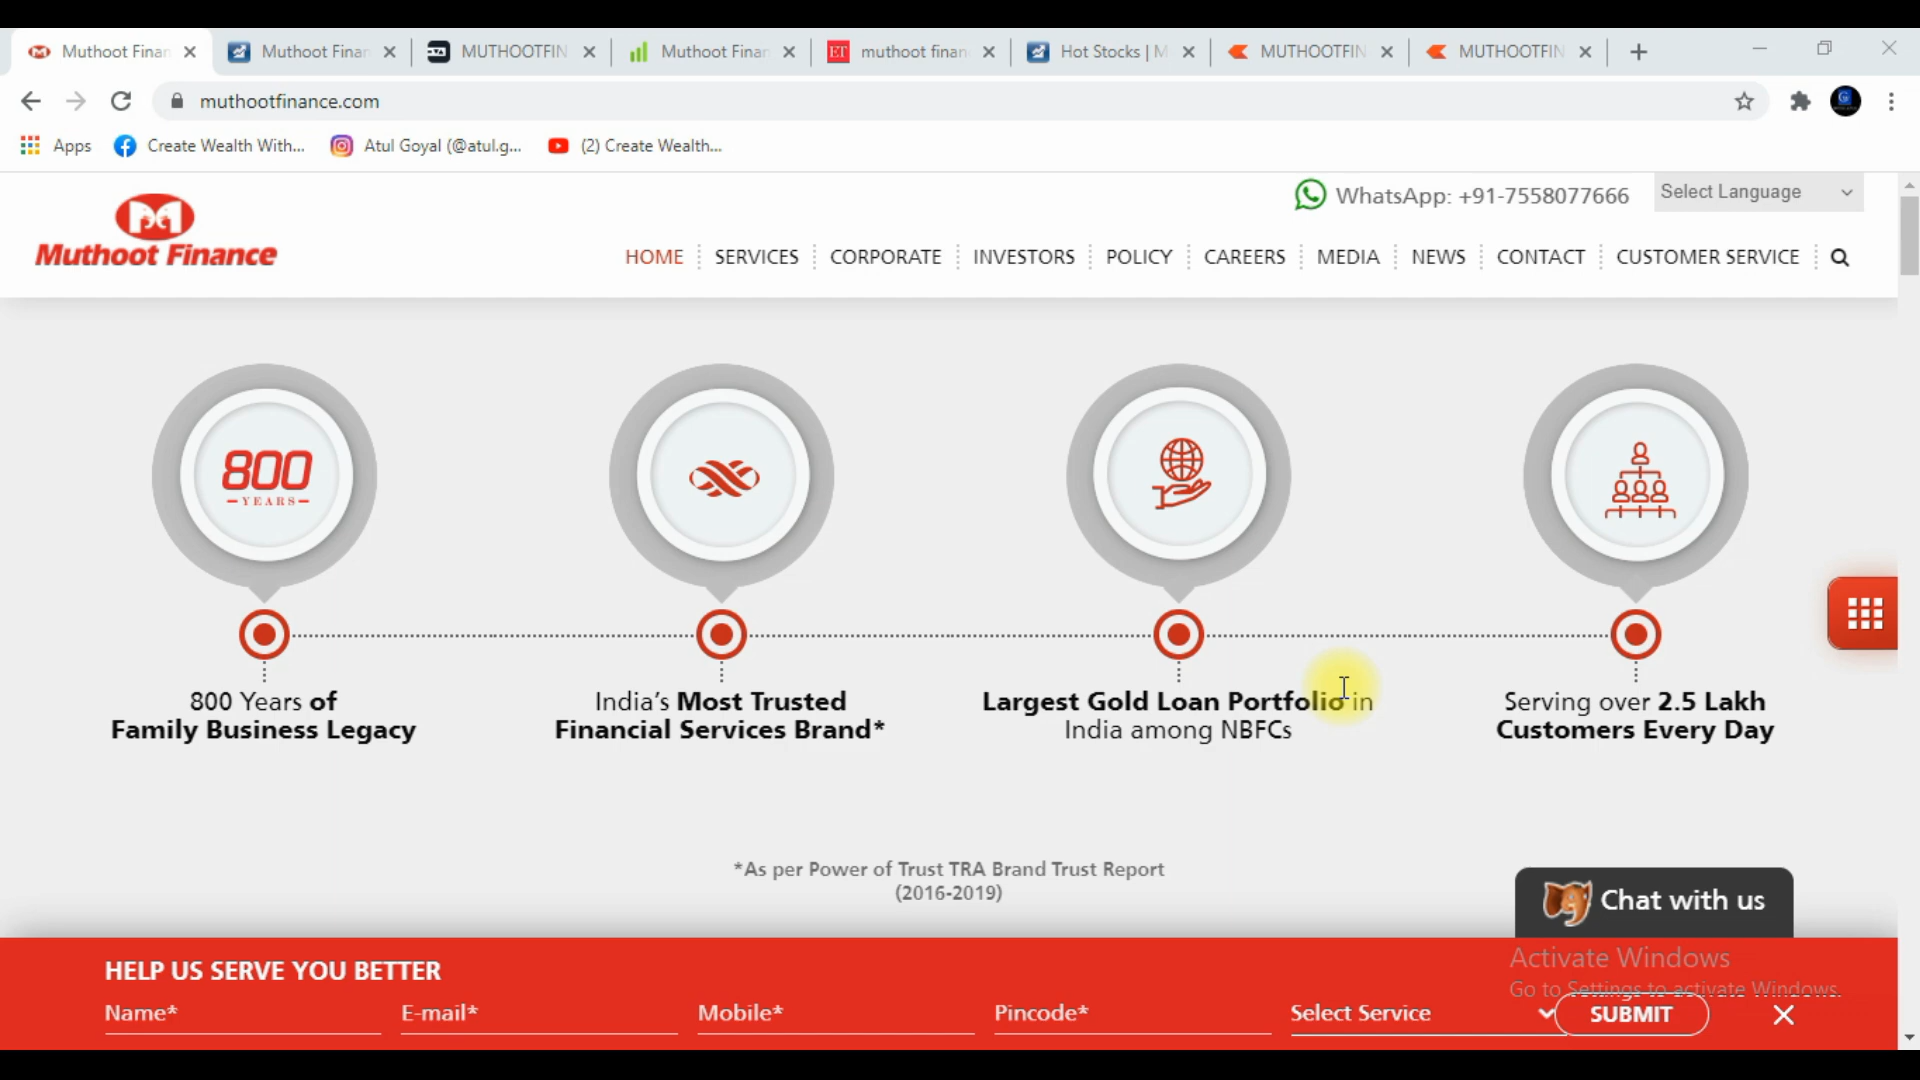 Muthoot Finan
Muthoot Finan
MUTHOOTFIN
Muthoot Finan
ET
muthoot finan
Hot Stocks | M
MUTHOOTFIN
MUTHOOTFIN
muthootfinance.com
Apps
Create Wealth With...
Atul Goyal (@atul.g...
(2) Create Wealth...
Muthoot Finance
WhatsApp: +91-7558077666
Select Language
HOME
SERVICES
CORPORATE
INVESTORS
POLICY
CAREERS
MEDIA
NEWS
CONTACT
CUSTOMER SERVICE
800
YEARS
800 Years of
Family Business Legacy
India's Most Trusted
Financial Services Brand*
Largest Gold Loan Portfolio in
India among NBFCs
Serving over 2.5 Lakh
Customers Every Day
*As per Power of Trust TRA Brand Trust Report
(2016-2019)
Chat with us
Activate Windows
Go to Settings to activate Windows.
HELP US SERVE YOU BETTER
Name*
E-mail*
Mobile*
Pincode*
Select Service
SUBMIT